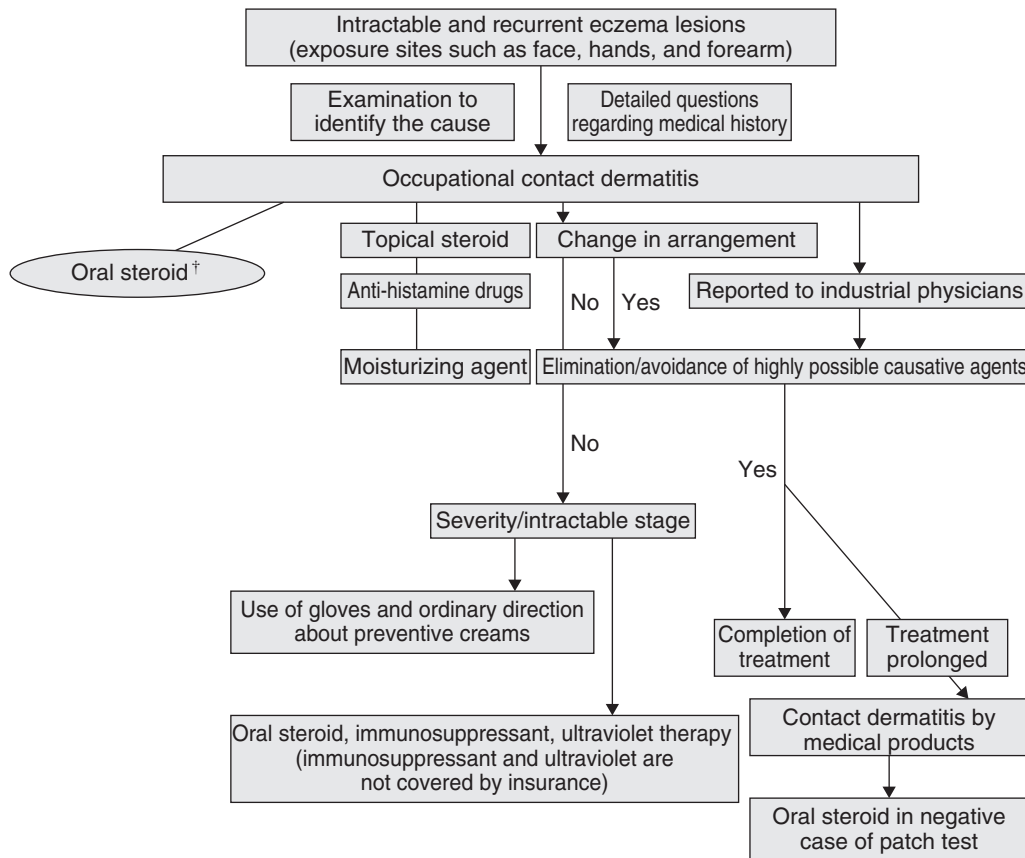 Intractable and recurrent eczema lesions
(exposure sites such as face, hands, and forearm)
Examination to
identify the cause
Detailed questions
regarding medical history
Occupational contact dermatitis
Oral steroid †
Topical steroid
Change in arrangement
Anti-histamine drugs
No
Yes
Reported to industrial physicians
Moisturizing agent
Elimination/avoidance of highly possible causative agents
No
Yes
Severity/intractable stage
Use of gloves and ordinary direction
about preventive creams
Completion of
treatment
Treatment
prolonged
Oral steroid, immunosuppressant, ultraviolet therapy
(immunosuppressant and ultraviolet are
not covered by insurance)
Contact dermatitis by
medical products
Oral steroid in negative
case of patch test